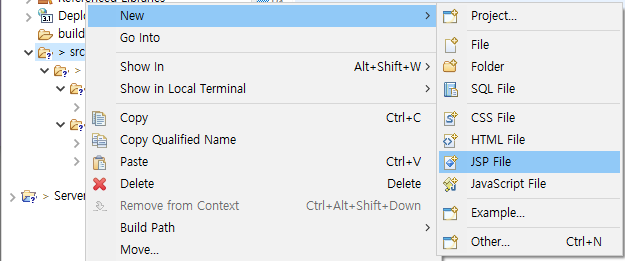 Referenced Libraries
Deplo
build
> src
>
> Server
New
Go Into
Show In Alt+Shift+W >
Show in Local Terminal
Copy Ctrl+C
Copy Qualified Name
Paste Ctrl+V
Delete Delete
Remove from Context Ctrl+Alt+Shift+Down
Build Path
Move...
Project...
File
Folder
SQL File
CSS File
HTML File
JSP File
JavaScript File
Example...
Other... Ctrl+N